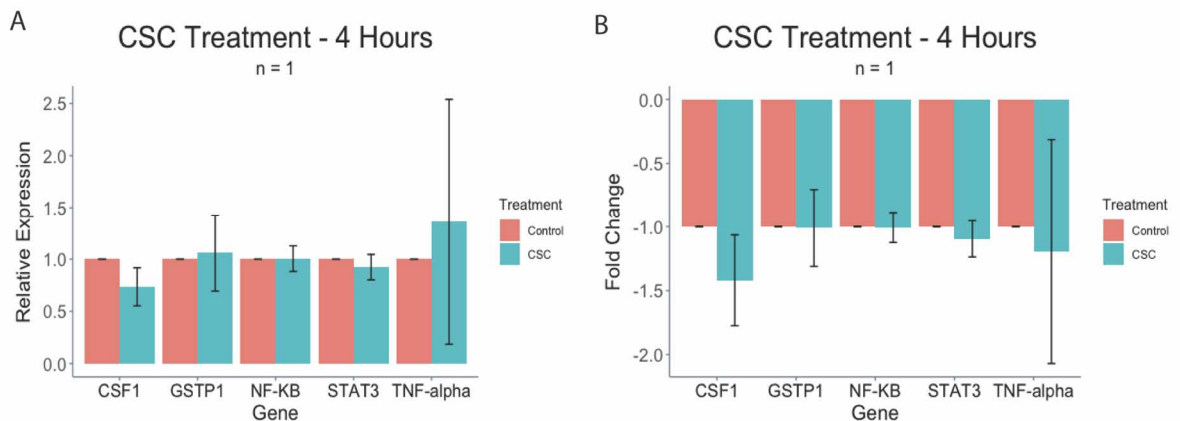 A
CSC Treatment - 4 Hours
n = 1
Relative Expression
2.5
2.0
1.5
1.0
0.5
0.0
CSF1 GSTP1 NF-KB STAT3 TNF-alpha
Gene
Treatment
Control
CSC
B
CSC Treatment - 4 Hours
n = 1
Fold Change
0.0
-0.5
-1.0
-1.5
-2.0
CSF1 GSTP1 NF-KB STAT3 TNF-alpha
Gene
Treatment
Control
CSC